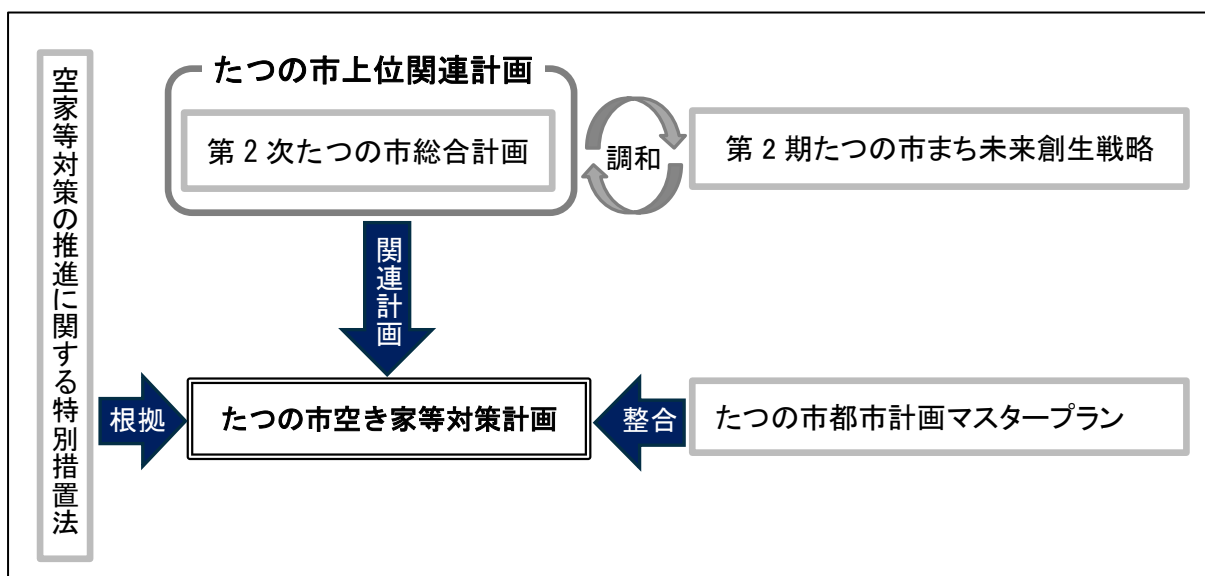 空家等対策の推進に関する特別措置法
たつの市上位関連計画
第2次たつの市総合計画
調和
第2期たつの市まち未来創生戦略
関連計画
根拠
たつの市空き家等対策計画
整合
たつの市都市計画マスタープラン